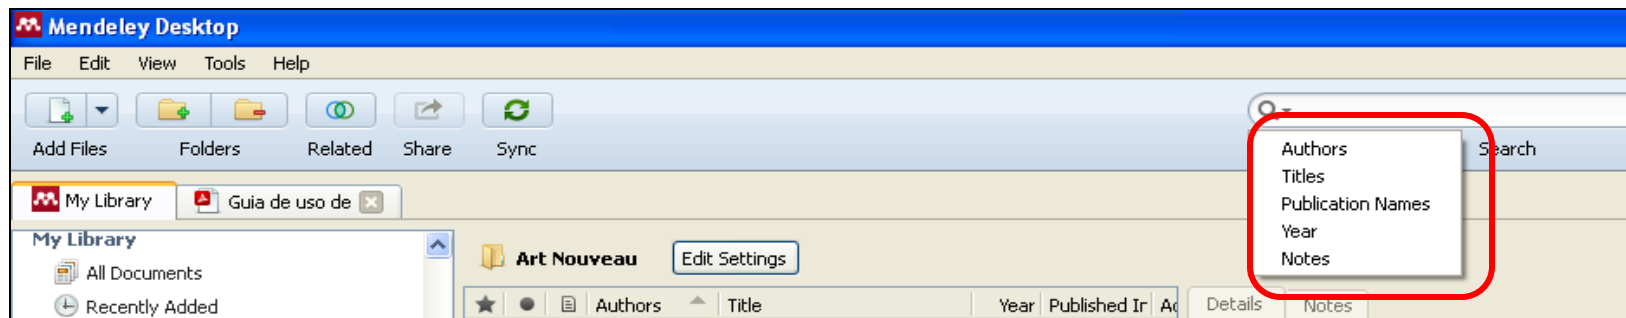 Mendeley Desktop
File Edit View Tools Help
Add Files Folders Related Share Sync Search
Authors
Titles
Publication Names
Year
Notes
My Library Guia de uso de
My Library
All Documents
Recently Added
Art Nouveau Edit Settings
Authors Title Year Published In
Details Notes